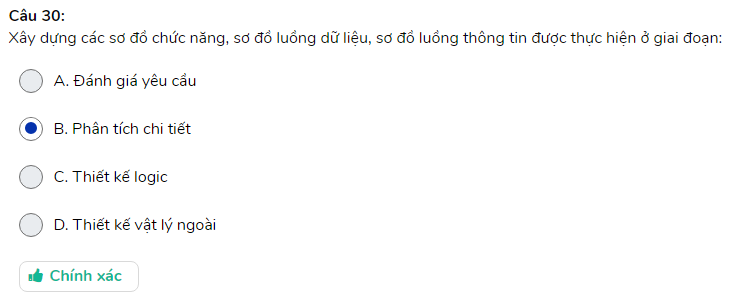 Câu 30:
Xây dựng các sơ đồ chức năng, sơ đồ luồng dữ liệu, sơ đồ luồng thông tin được thực hiện ở giai đoạn:
A. Đánh giá yêu cầu
B. Phân tích chi tiết
C. Thiết kế logic
D. Thiết kế vật lý ngoài
Chính xác